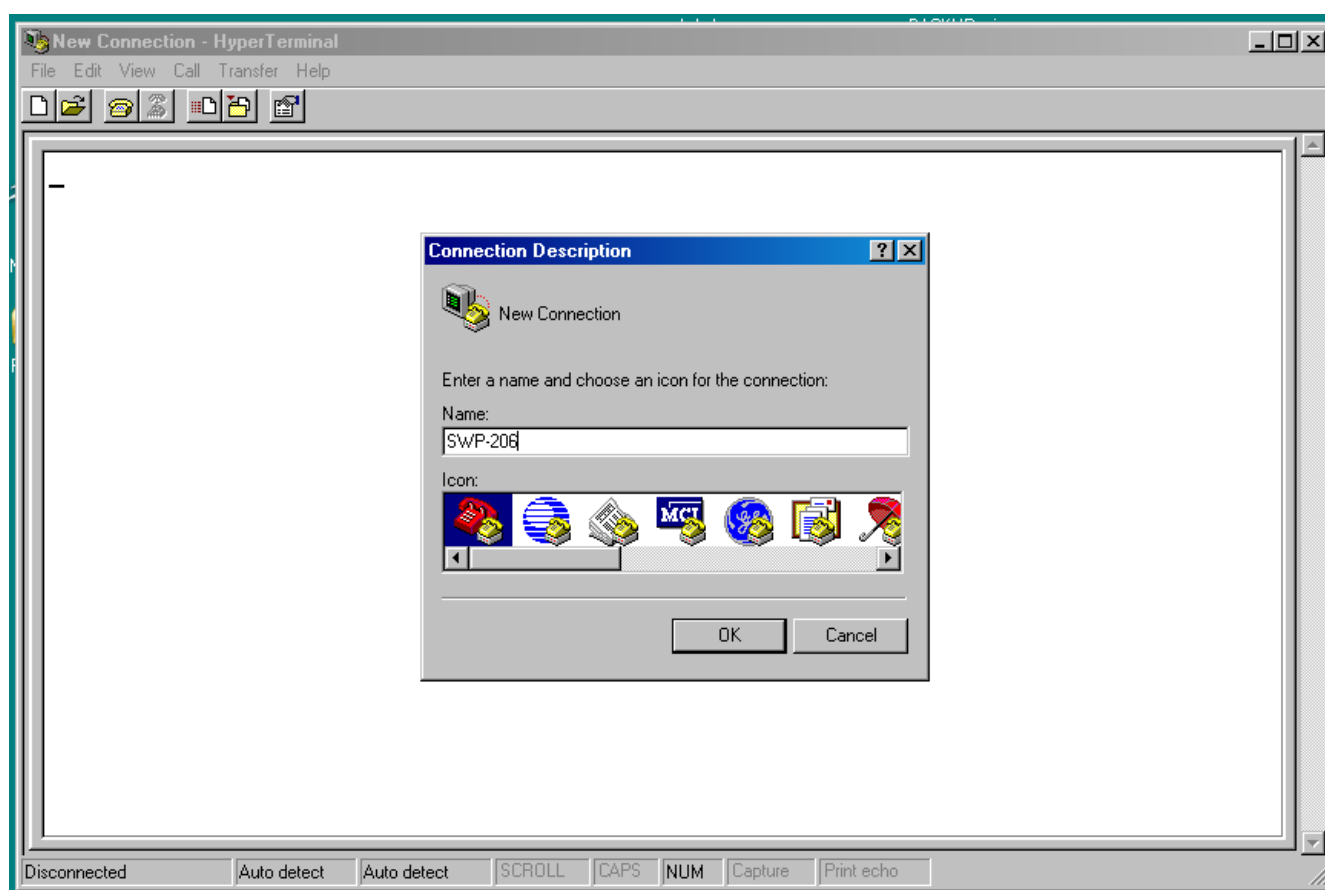 New Connection - HyperTerminal
File Edit View Call Transfer Help
Connection Description
New Connection
Enter a name and choose an icon for the connection:
Name:
SWP-206
Icon:
MCI
OK Cancel
Disconnected Auto detect Auto detect SCROLL CAPS NUM Capture Print echo